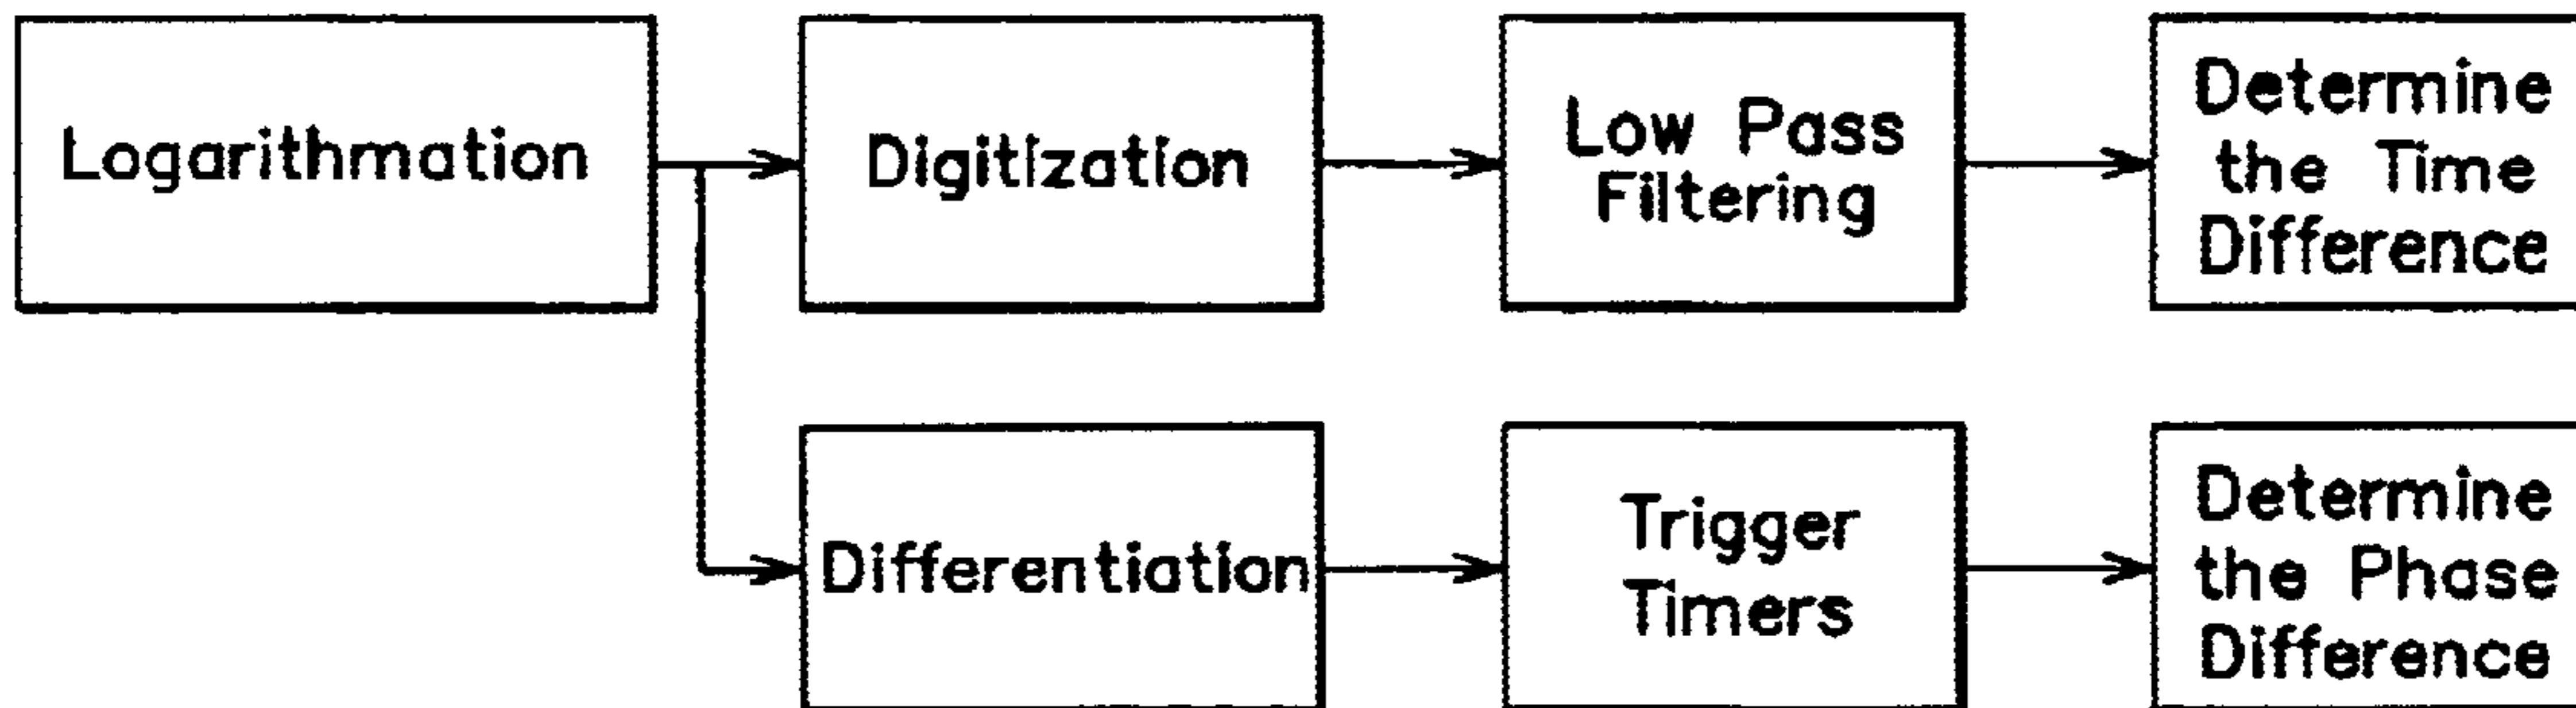 Logarithmation
Digitization
Low Pass
Filtering
Determine
the Time
Difference
Differentiation
Trigger
Timers
Determine
the Phase
Difference